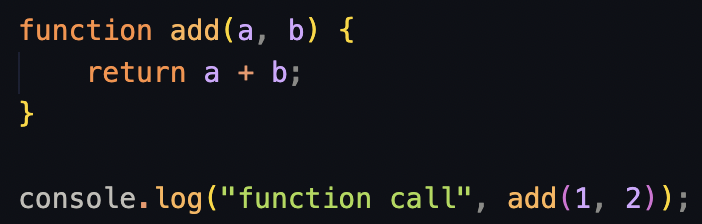 function add(a, b) {
    return a + b;
}

console.log("function call", add(1, 2));